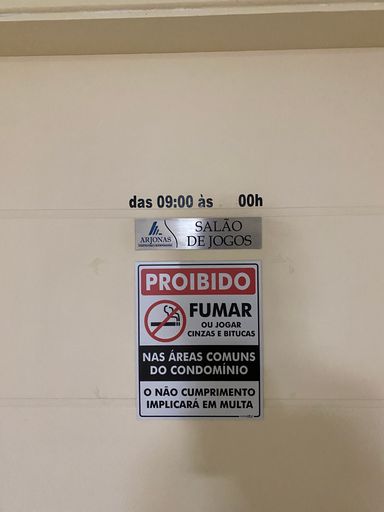 das 09:00 às 00h
ARJONAS
SALÃO
DE JOGOS
PROIBIDO
FUMAR
OU JOGAR
CINZAS E BITUCAS
NAS ÁREAS COMUNS
DO CONDOMÍNIO
O NÃO CUMPRIMENTO
IMPLICARÁ EM MULTA